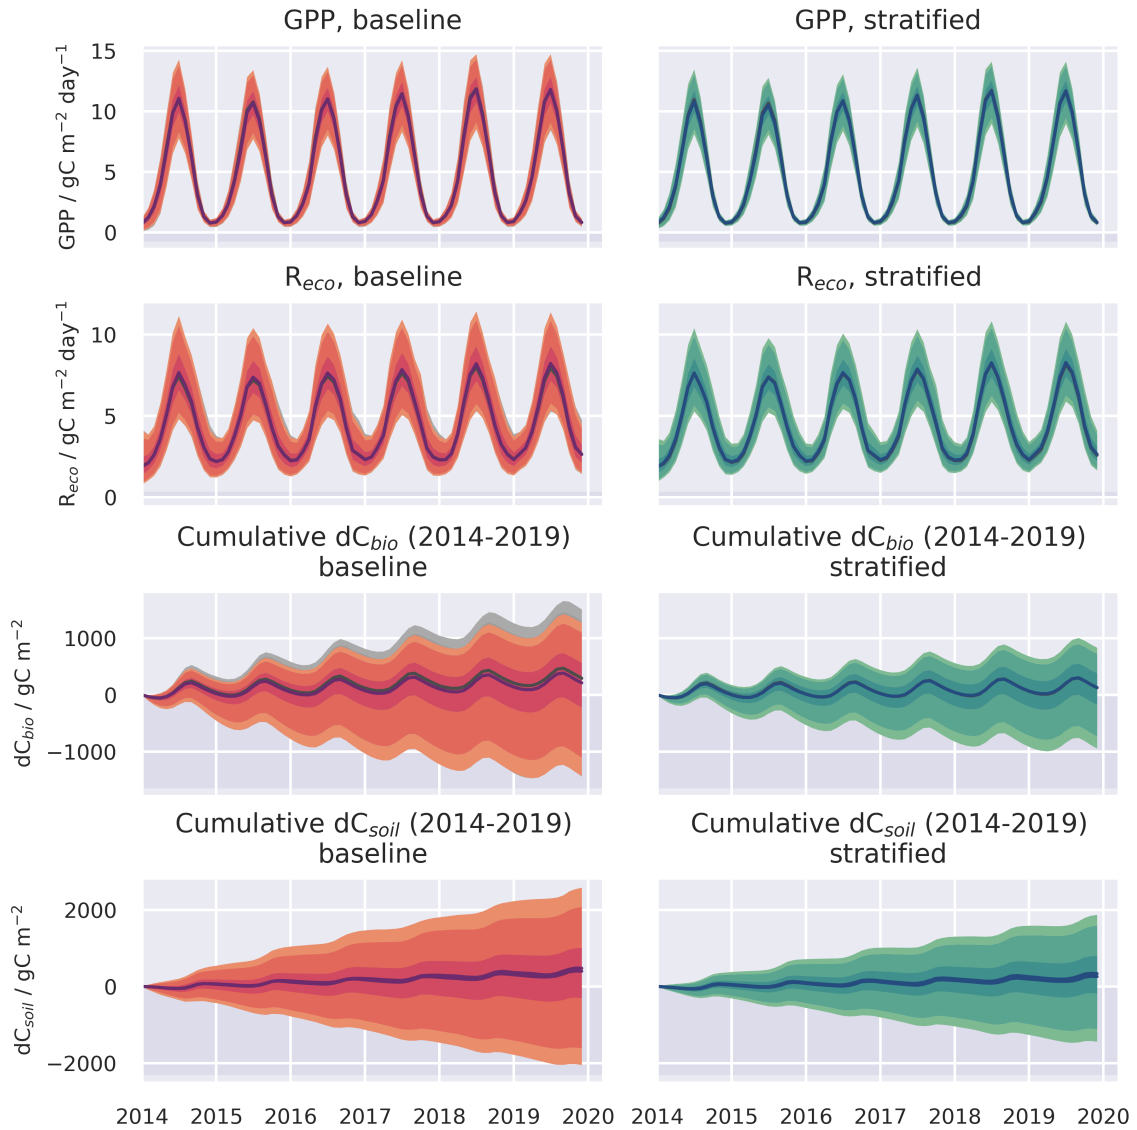 GPP, baseline
GPP, stratified
GPP / gC m⁻² day⁻¹
15
10
5
0
R_eco, baseline
R_eco, stratified
R_eco / gC m⁻² day⁻¹
10
5
0
Cumulative dC_bio (2014-2019)
baseline
Cumulative dC_bio (2014-2019)
stratified
dC_bio / gC m⁻²
1000
0
−1000
Cumulative dC_soil (2014-2019)
baseline
Cumulative dC_soil (2014-2019)
stratified
dC_soil / gC m⁻²
2000
0
−2000
2014 2015 2016 2017 2018 2019 2020
2014 2015 2016 2017 2018 2019 2020